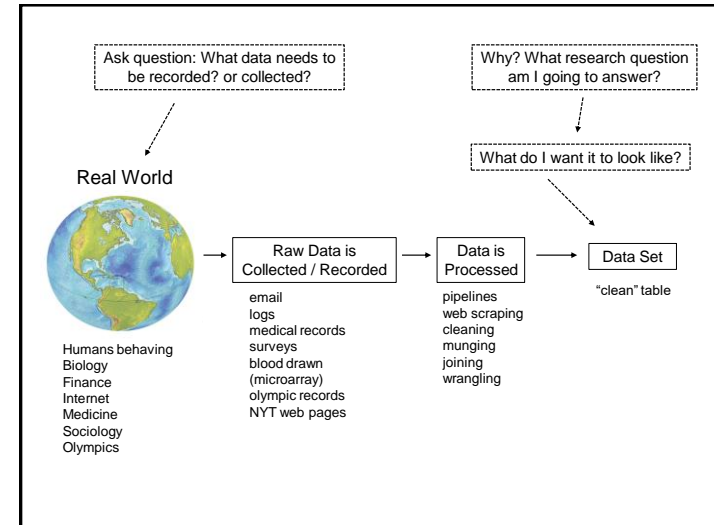 Ask question: What data needs to
be recorded? or collected?
Why? What research question
am I going to answer?
What do I want it to look like?
Real World
Raw Data is
Collected / Recorded
Data is
Processed
Data Set
Humans behaving
Biology
Finance
Internet
Medicine
Sociology
Olympics
email
logs
medical records
surveys
blood drawn
(microarray)
olympic records
NYT web pages
pipelines
web scraping
cleaning
munging
joining
wrangling
“clean” table